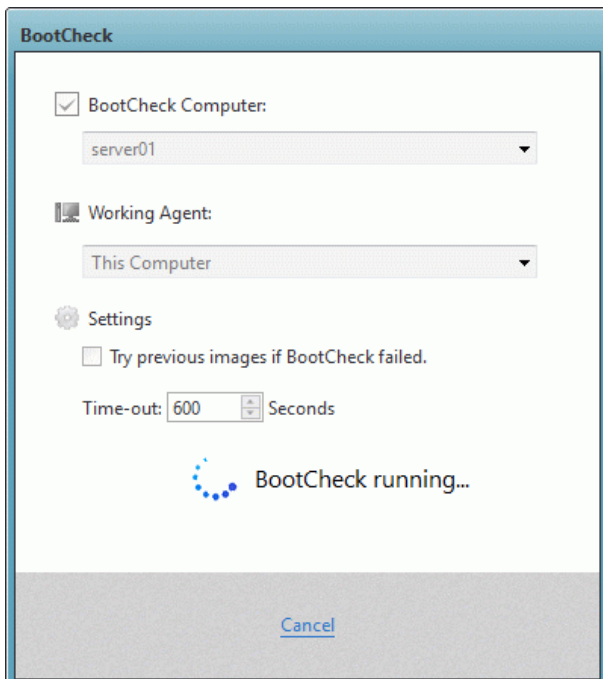 BootCheck
BootCheck Computer:
server01
Working Agent:
This Computer
Settings
Try previous images if BootCheck failed.
Time-out: 600 Seconds
BootCheck running...
Cancel